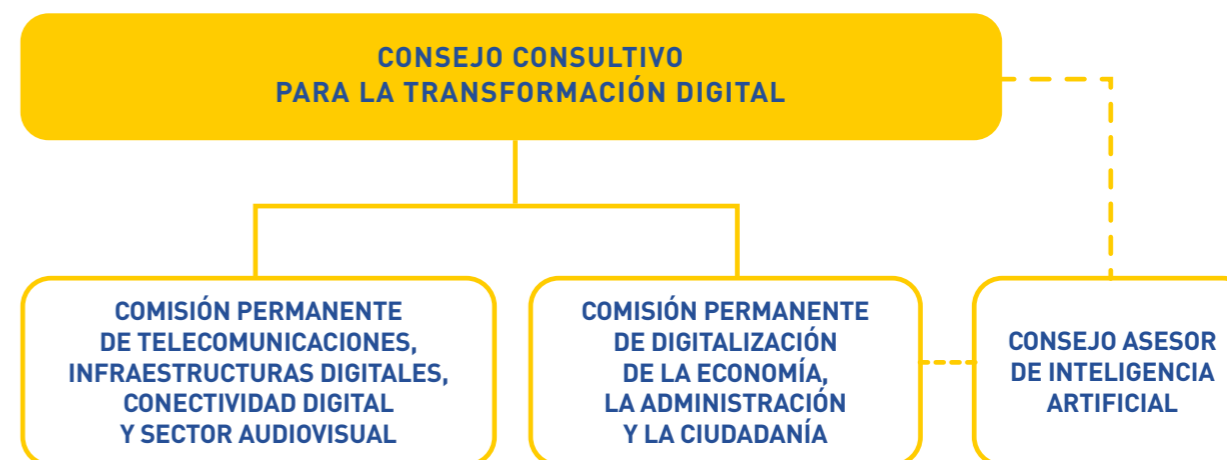 CONSEJO CONSULTIVO
PARA LA TRANSFORMACIÓN DIGITAL
COMISIÓN PERMANENTE
DE TELECOMUNICACIONES,
INFRAESTRUCTURAS DIGITALES,
CONECTIVIDAD DIGITAL
Y SECTOR AUDIOVISUAL
COMISIÓN PERMANENTE
DE DIGITALIZACIÓN
DE LA ECONOMÍA,
LA ADMINISTRACIÓN
Y LA CIUDADANÍA
CONSEJO ASESOR
DE INTELIGENCIA
ARTIFICIAL